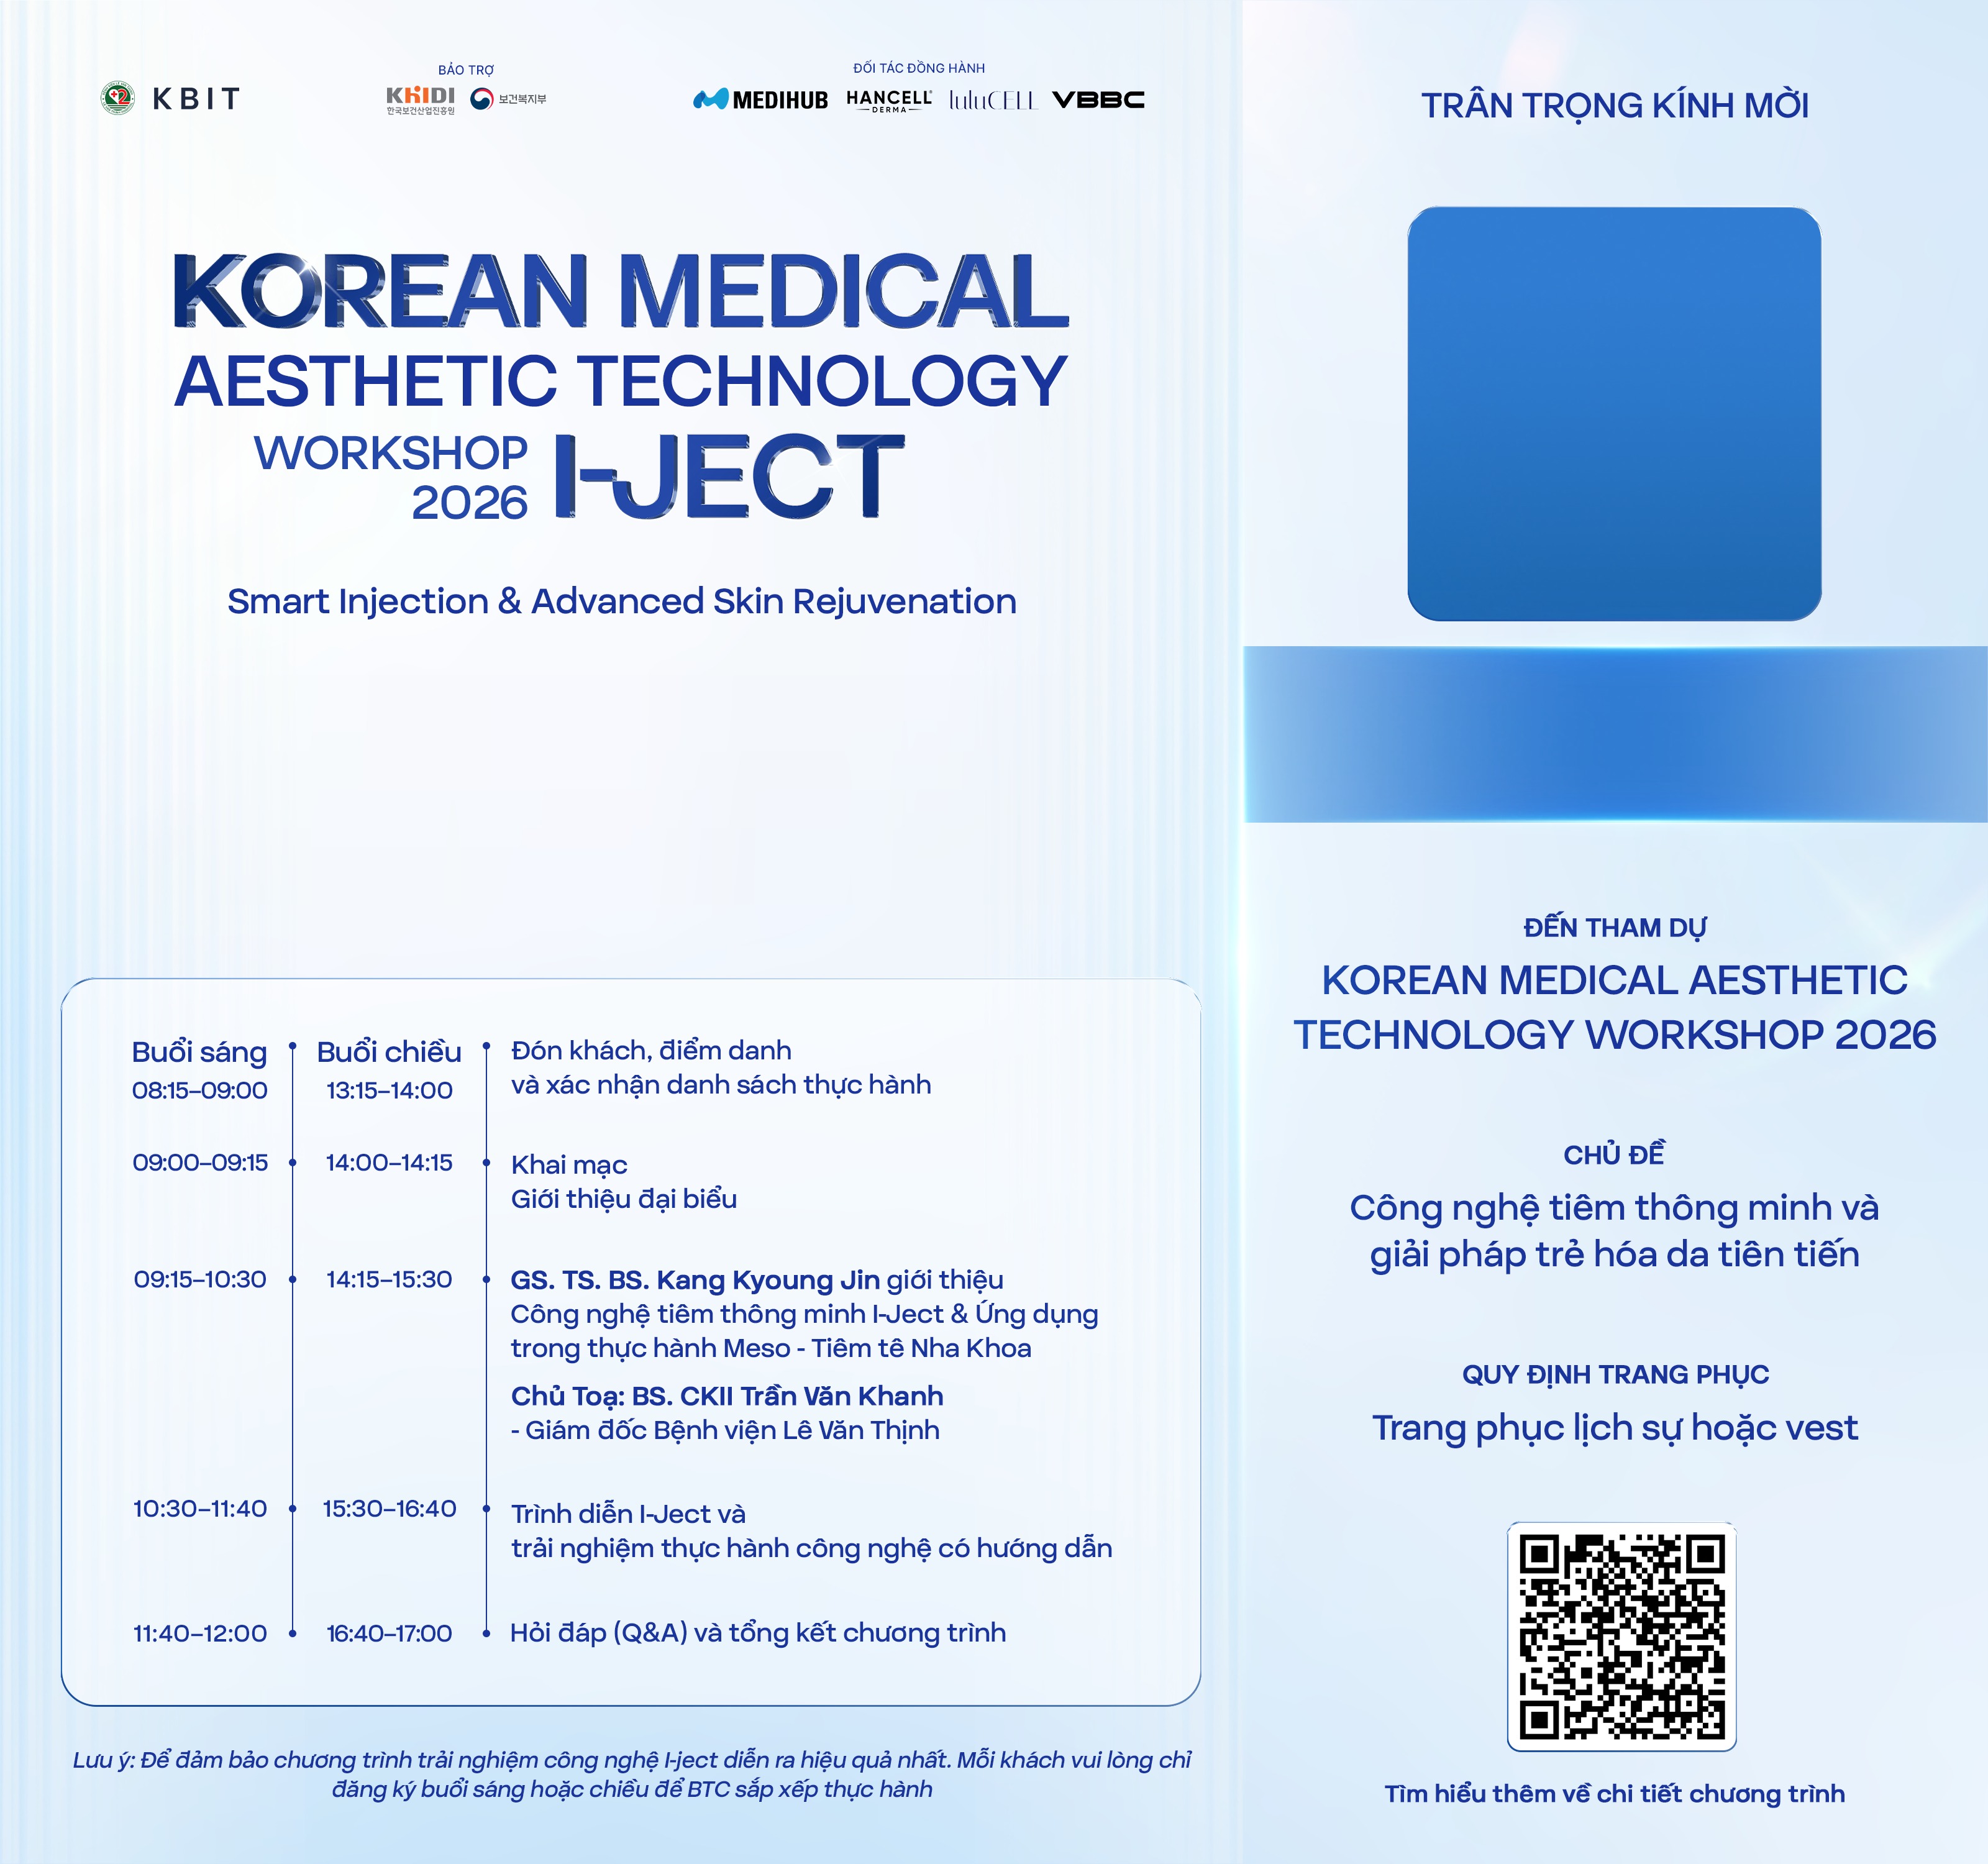 KBIT
BẢO TRỢ
KHIDI
한국보건산업진흥원
보건복지부
ĐỐI TÁC ĐỒNG HÀNH
MEDIHUB
HANCELL
DERMA
luluCELL
VBBC
KOREAN MEDICAL
AESTHETIC TECHNOLOGY
WORKSHOP
2026
I-JECT
Smart Injection & Advanced Skin Rejuvenation
Buổi sáng
08:15–09:00
Buổi chiều
13:15–14:00
Đón khách, điểm danh
và xác nhận danh sách thực hành
09:00–09:15
14:00–14:15
Khai mạc
Giới thiệu đại biểu
09:15–10:30
14:15–15:30
GS. TS. BS. Kang Kyoung Jin giới thiệu
Công nghệ tiêm thông minh I-Ject & Ứng dụng
trong thực hành Meso - Tiêm tê Nha Khoa
Chủ Toạ: BS. CKII Trần Văn Khanh
- Giám đốc Bệnh viện Lê Văn Thịnh
10:30–11:40
15:30–16:40
Trình diễn I-Ject và
trải nghiệm thực hành công nghệ có hướng dẫn
11:40–12:00
16:40–17:00
Hỏi đáp (Q&A) và tổng kết chương trình
Lưu ý: Để đảm bảo chương trình trải nghiệm công nghệ I-ject diễn ra hiệu quả nhất. Mỗi khách vui lòng chỉ
đăng ký buổi sáng hoặc chiều để BTC sắp xếp thực hành
TRÂN TRỌNG KÍNH MỜI
ĐẾN THAM DỰ
KOREAN MEDICAL AESTHETIC
TECHNOLOGY WORKSHOP 2026
CHỦ ĐỀ
Công nghệ tiêm thông minh và
giải pháp trẻ hóa da tiên tiến
QUY ĐỊNH TRANG PHỤC
Trang phục lịch sự hoặc vest
Tìm hiểu thêm về chi tiết chương trình